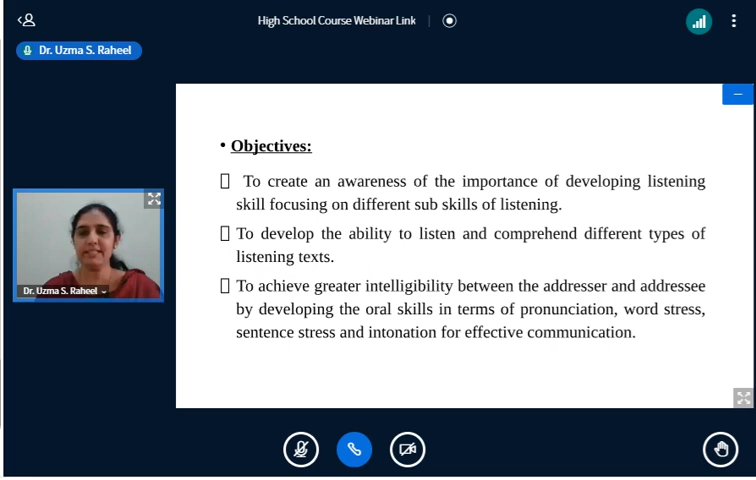 High School Course Webinar Link
Dr. Uzma S. Raheel
• Objectives:
To create an awareness of the importance of developing listening
skill focusing on different sub skills of listening.
To develop the ability to listen and comprehend different types of
listening texts.
To achieve greater intelligibility between the addresser and addressee
by developing the oral skills in terms of pronunciation, word stress,
sentence stress and intonation for effective communication.
Dr. Uzma S. Raheel